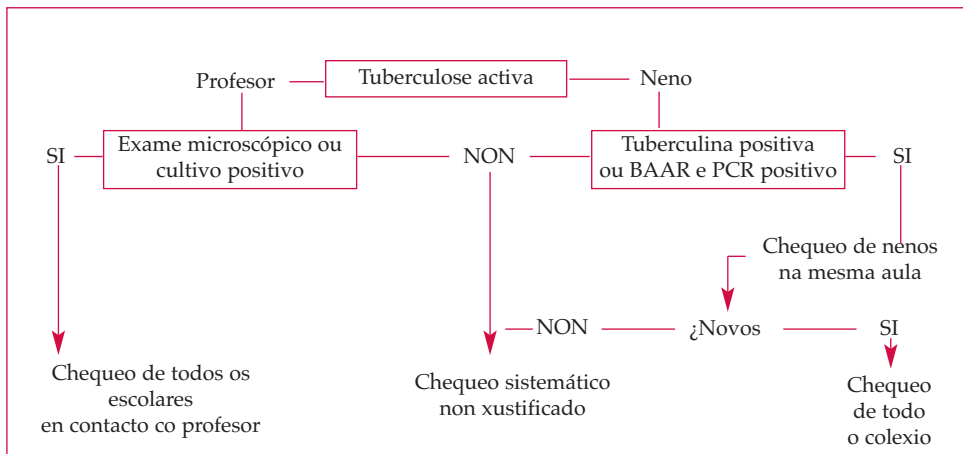 Profesor
Tuberculose activa
Neno
SI
Exame microscópico ou
cultivo positivo
NON
Tuberculina positiva
ou BAAR e PCR positivo
SI
Chequeo de nenos
na mesma aula
NON
¿Novos
SI
Chequeo de todos os
escolares
en contacto co profesor
Chequeo sistemático
non xustificado
Chequeo
de todo
o colexio